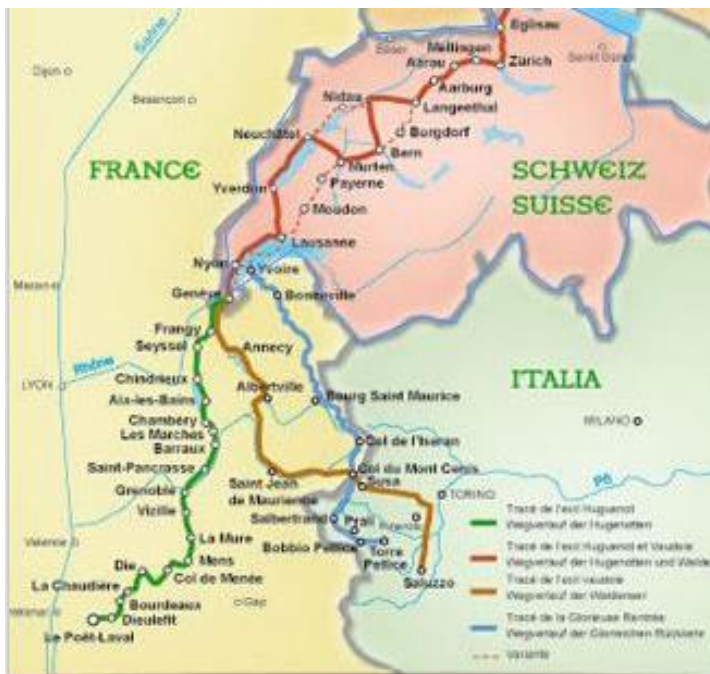 Saône
Eglisau
Basel
Mellingen
Aarau
Zürich
Dijon
Besançon
Nidau
Aarburg
Langenthal
Neuchâtel
Burgdorf
Bern
Murten
FRANCE
SCHWEIZ
SUISSE
Payerne
Yverdon
Moudon
Lausanne
Nyon
Yvoire
Genève
Bonneville
Frangy
Seyssel
Annecy
Rhône
Chindrieux
ITALIA
LYON
Albertville
Aix-les-Bains
Bourg Saint Maurice
Chambéry
MILANO
Les Marches
Barraux
Col de l'Iseran
Saint-Pancrasse
Col du Mont Cenis
Susa
Pô
Grenoble
Saint Jean
de Maurienne
TORINO
Vizille
Salbertrand
Prali
La Mure
Bobbio Pellice
Torre
Pellice
Die
Mens
Saluzzo
Col de Menée
La Chaudière
Bourdeaux
Gap
Dieulefit
Le Poët-Laval
Tracé de l'exil Huguenot
Wegverlauf der Hugenotten
Tracé de l'exil Huguenot et Vaudois
Wegverlauf der Hugenotten und Walde
Tracé de l'exil vaudois
Wegverlauf der Waldenser
Tracé de la Glorieuse Rentrée
Wegverlauf der Glorreichen Rückkehr
Variante